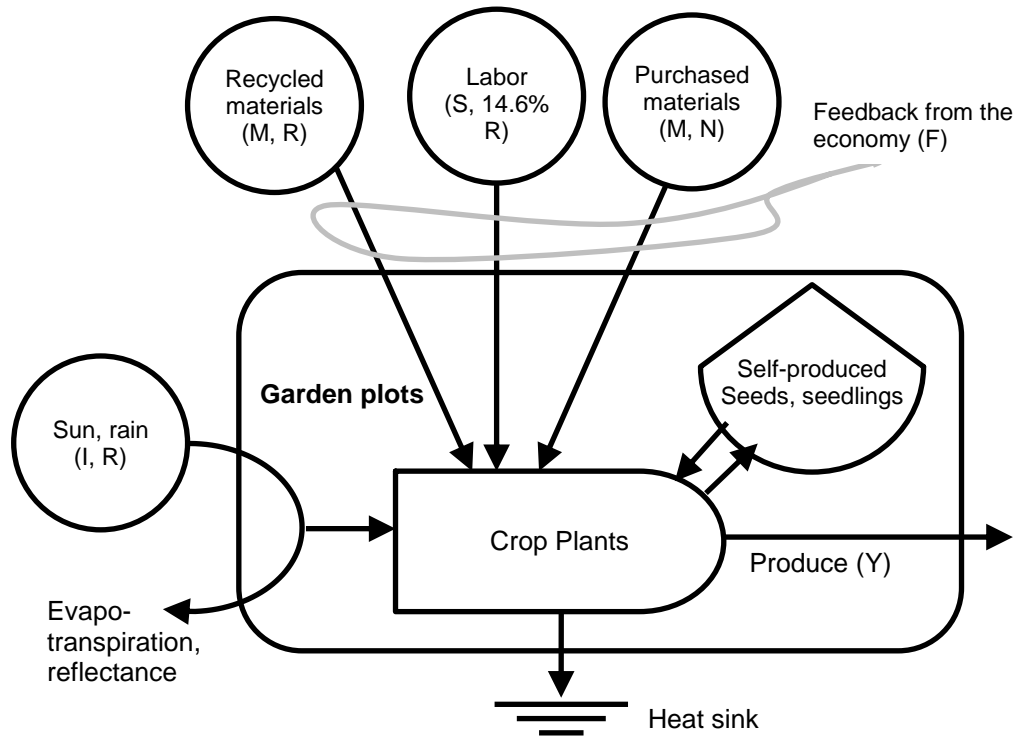 Recycled
materials
(M, R)
Labor
(S, 14.6%
R)
Purchased
materials
(M, N)
Feedback from the
economy (F)
Garden plots
Self-produced
Seeds, seedlings
Sun, rain
(I, R)
Crop Plants
Produce (Y)
Evapo-
transpiration,
reflectance
Heat sink